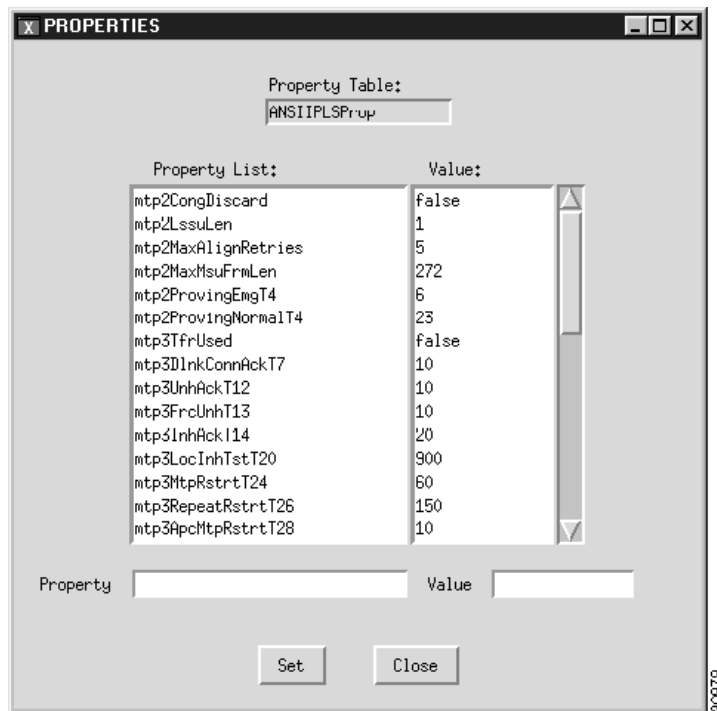 X PROPERTIES
Property Table:
ANSIIPLSProp
Property List: Value:
mtp2CongDiscard false
mtp2LssuLen 1
mtp2MaxAlignRetries 5
mtp2MaxMsuFrmLen 272
mtp2ProvingEmgT4 6
mtp2ProvingNormalT4 23
mtp3TfrUsed false
mtp3DlnkConnAckT7 10
mtp3UnhAckT12 10
mtp3FrcUnhT13 10
mtp3InhAckT14 20
mtp3LocInhTstT20 900
mtp3MtpRstrtT24 60
mtp3RepeatRstrtT26 150
mtp3ApcMtpRstrtT28 10
Property Value
Set Close